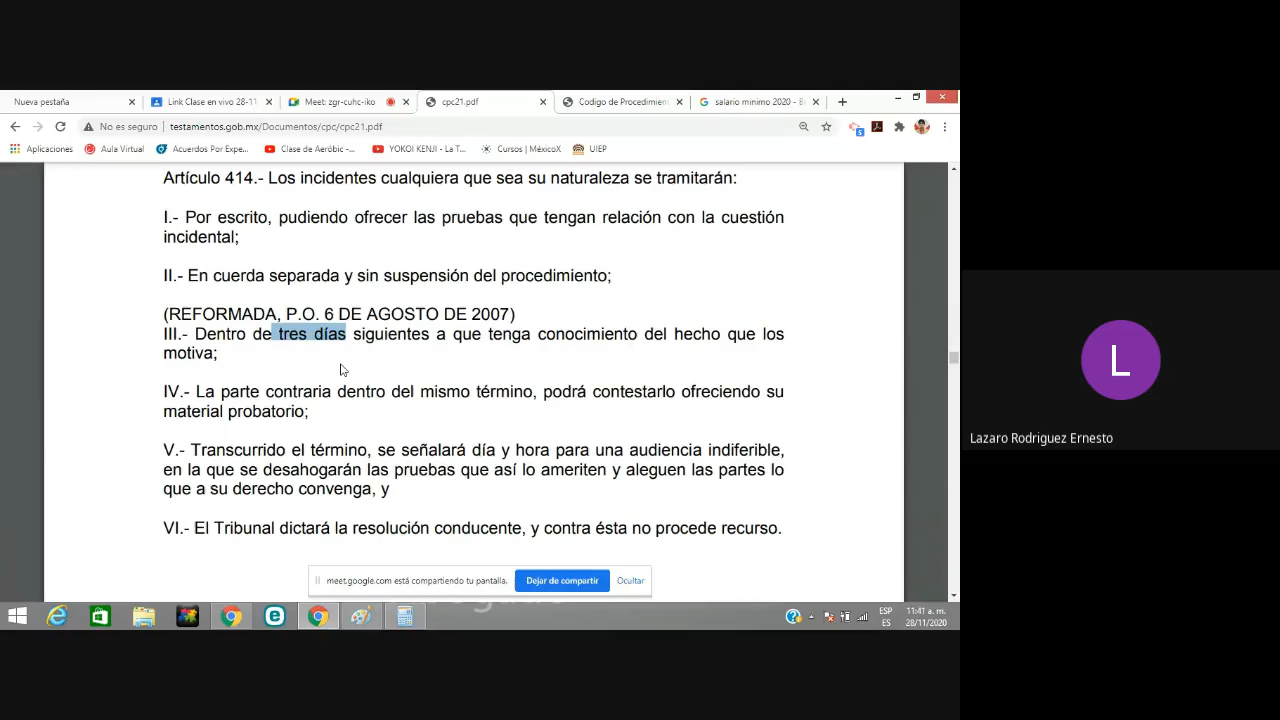 Nueva pestaña
Link Clase en vivo 28-11
Meet: zgr-cuhc-iko
cpc21.pdf
Codigo de Procedimien
salario minimo 2020 - B
No es seguro | testamentos.gob.mx/Documentos/cpc/cpc21.pdf
Aplicaciones
Aula Virtual
Acuerdos Por Expe...
Clase de Aeróbic -...
YOKOI KENJI - La T...
Cursos | MéxicoX
UIEP
Artículo 414.- Los incidentes cualquiera que sea su naturaleza se tramitarán:
I.- Por escrito, pudiendo ofrecer las pruebas que tengan relación con la cuestión
incidental;
II.- En cuerda separada y sin suspensión del procedimiento;
(REFORMADA, P.O. 6 DE AGOSTO DE 2007)
III.- Dentro de tres días siguientes a que tenga conocimiento del hecho que los
motiva;
IV.- La parte contraria dentro del mismo término, podrá contestarlo ofreciendo su
material probatorio;
V.- Transcurrido el término, se señalará día y hora para una audiencia indiferible,
en la que se desahogarán las pruebas que así lo ameriten y aleguen las partes lo
que a su derecho convenga, y
VI.- El Tribunal dictará la resolución conducente, y contra ésta no procede recurso.
meet.google.com está compartiendo tu pantalla.
Dejar de compartir
Ocultar
ESP
ES
11:41 a. m.
28/11/2020
L
Lazaro Rodriguez Ernesto